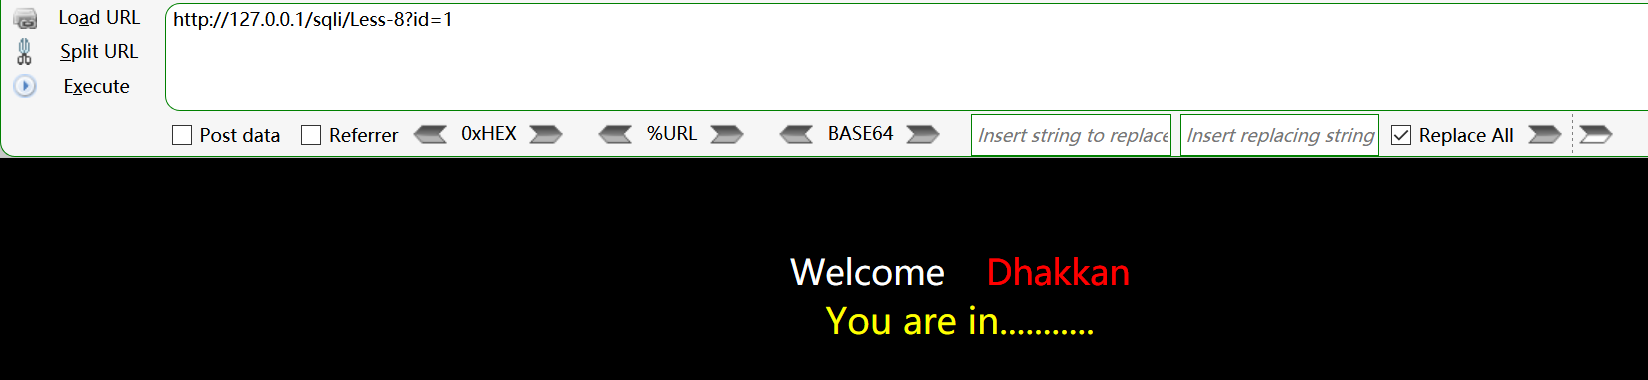 Load URL
http://127.0.0.1/sqli/Less-8?id=1
Split URL
Execute
Post data Referrer 0xHEX %URL BASE64 Insert string to replace Insert replacing string Replace All
Welcome Dhakkan
You are in...........